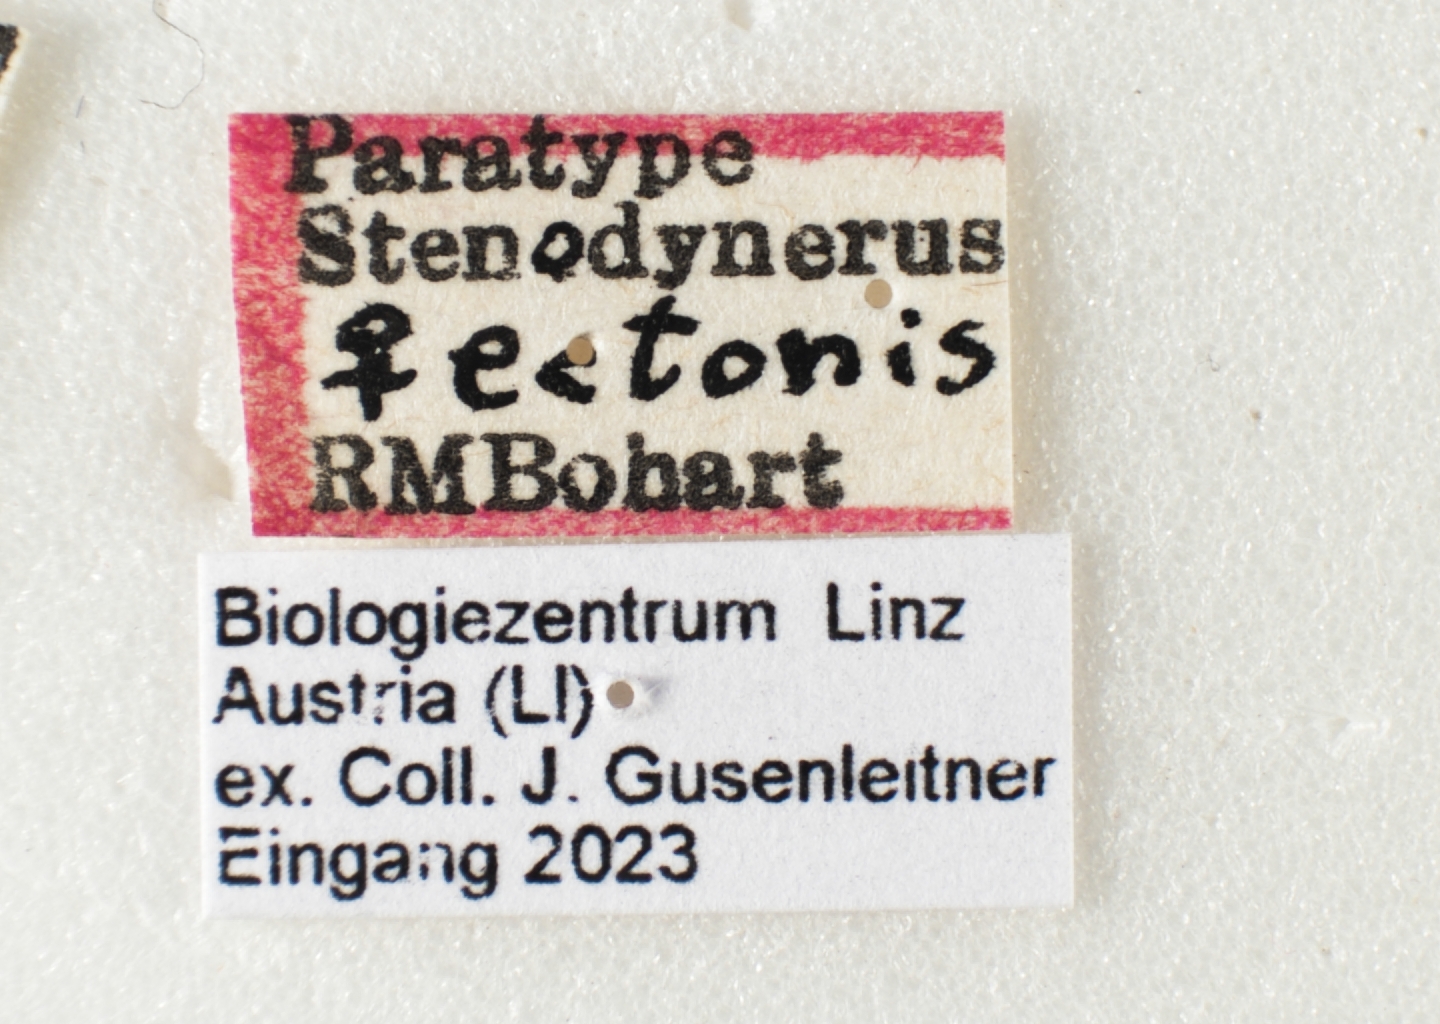 Paratype
Stenodynerus
♀ ectonis
RMBohart
Biologiezentrum Linz
Austria (LI)
ex. Coll. J. Gusenleitner
Eingang 2023